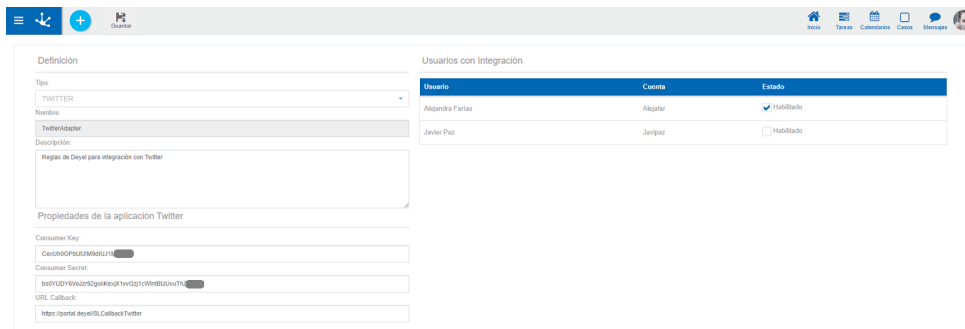 Guardar
Inicio Tareas Calendarios Casos Mensajes
Definición
Tipo:
TWITTER
Nombre:
TwitterAdapter
Descripción:
Reglas de Deyel para integración con Twitter
Propiedades de la aplicación Twitter
Consumer Key:
Consumer Secret:
URL Callback:
https://portal.deyel/SLCallbackTwitter
Usuarios con Integración
Usuario Cuenta Estado
Alejandra Farias Alejafar Habilitado
Javier Paz Javipaz Habilitado